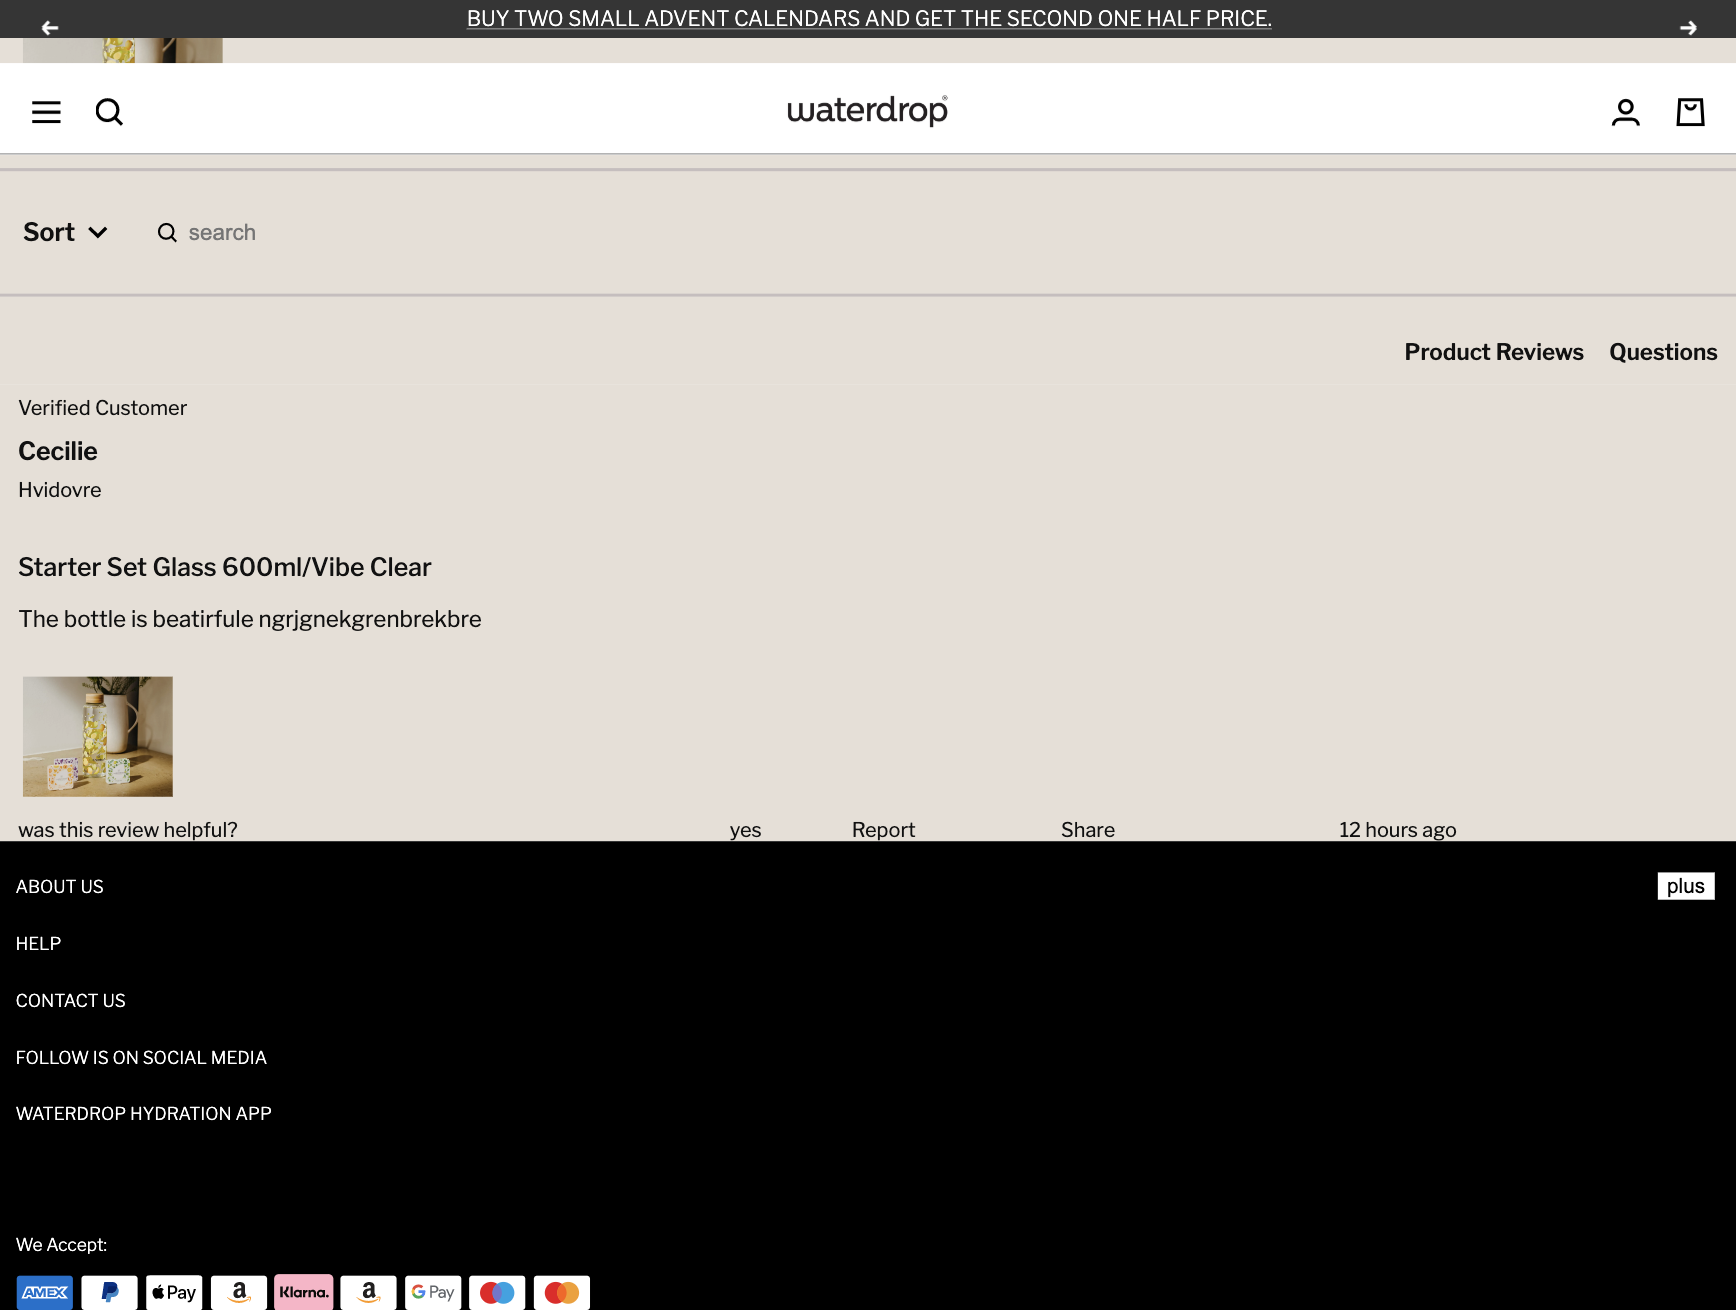 BUY TWO SMALL ADVENT CALENDARS AND GET THE SECOND ONE HALF PRICE.
waterdrop®
Sort search
Product Reviews Questions
Verified Customer
Cecilie
Hvidovre
Starter Set Glass 600ml/Vibe Clear
The bottle is beatirfule ngrjgnekgrenbrekbre
was this review helpful? yes Report Share 12 hours ago
ABOUT US plus
HELP
CONTACT US
FOLLOW IS ON SOCIAL MEDIA
WATERDROP HYDRATION APP
We Accept:
AMEX Pay a Klarna. a G Pay